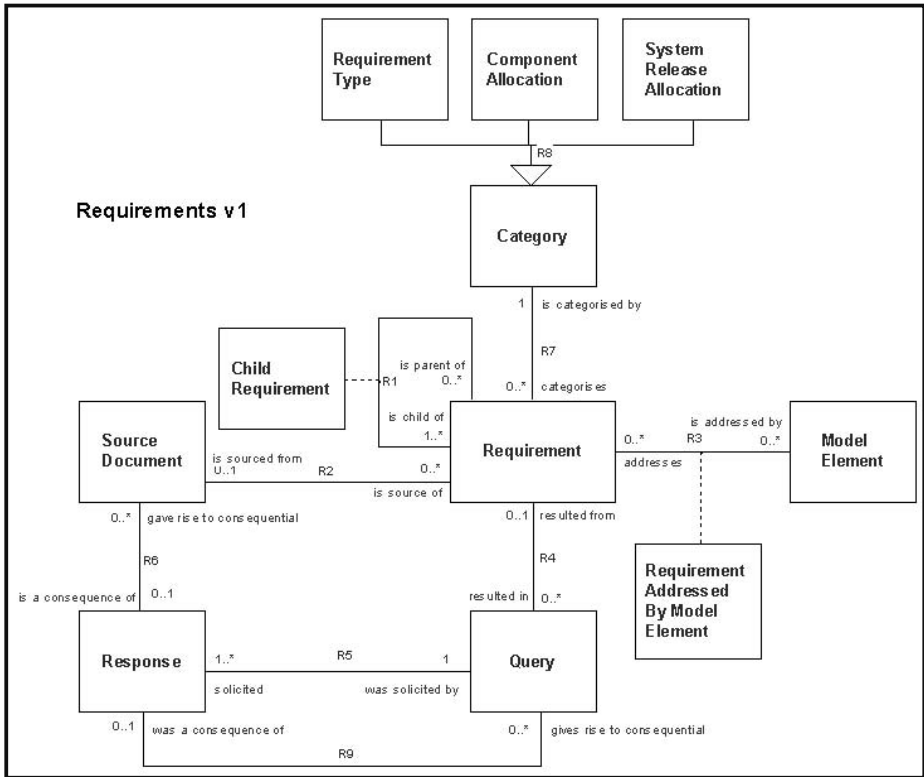 Requirement
Type
Component
Allocation
System
Release
Allocation
R8
Requirements v1
Category
1
is categorised by
R7
0..*
categorises
Child
Requirement
R1
is parent of
0..*
is child of
1..*
Source
Document
Requirement
Model
Element
is sourced from
0..1
R2
0..*
is source of
0..*
addresses
R3
is addressed by
0..*
0..*
gave rise to consequential
0..1
resulted from
R6
R4
Requirement
Addressed
By Model
Element
is a consequence of
0..1
resulted in
0..*
Response
Query
1..*
solicited
R5
1
was solicited by
0..1
was a consequence of
0..*
gives rise to consequential
R9